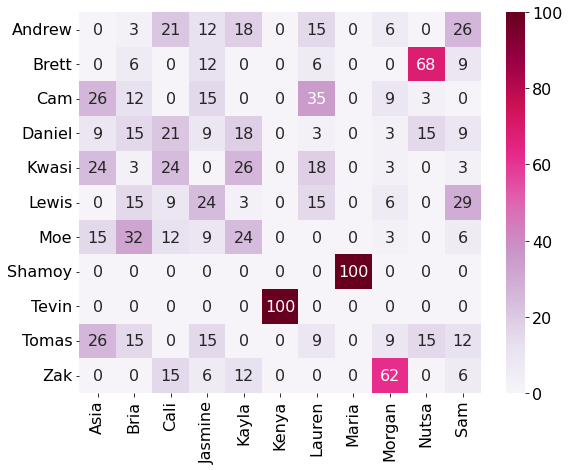 Andrew 0 3 21 12 18 0 15 0 6 0 26
Brett 0 6 0 12 0 0 6 0 0 68 9
Cam 26 12 0 15 0 0 35 0 9 3 0
Daniel 9 15 21 9 18 0 3 0 3 15 9
Kwasi 24 3 24 0 26 0 18 0 3 0 3
Lewis 0 15 9 24 3 0 15 0 6 0 29
Moe 15 32 12 9 24 0 0 0 3 0 6
Shamoy 0 0 0 0 0 0 0 100 0 0 0
Tevin 0 0 0 0 0 100 0 0 0 0 0
Tomas 26 15 0 15 0 0 9 0 9 15 12
Zak 0 0 15 6 12 0 0 0 62 0 6
Asia Bria Cali Jasmine Kayla Kenya Lauren Maria Morgan Nutsa Sam
100
80
60
40
20
0